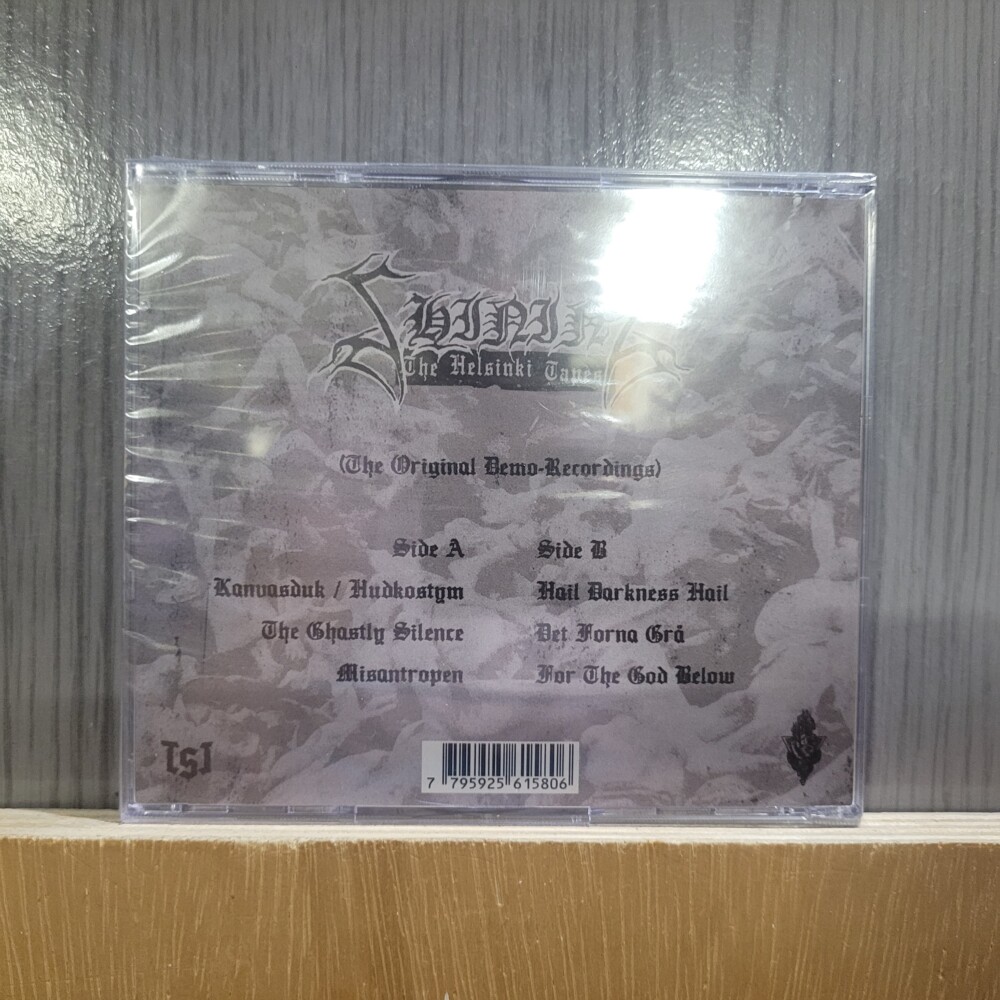 SHINING
The Helsinki Tapes
(The Original Demo-Recordings)
Side A
Kanvasduk / Hudkostym
The Ghastly Silence
Misantropen
Side B
Hail Darkness Hail
Det Forna Grå
For The God Below
[s]
7 795925 615806